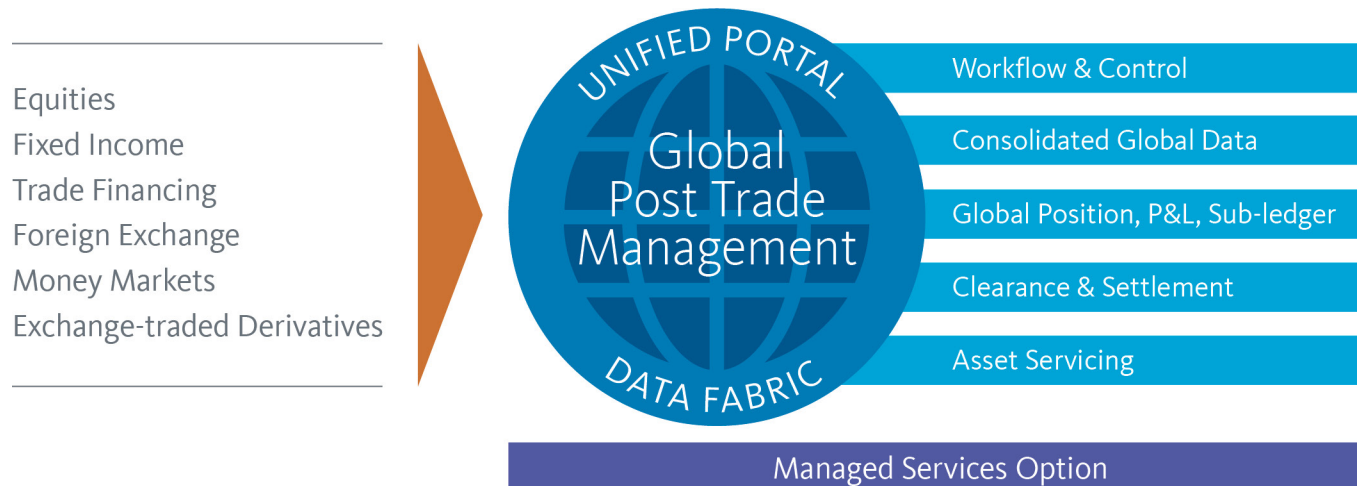 Equities
Fixed Income
Trade Financing
Foreign Exchange
Money Markets
Exchange-traded Derivatives
UNIFIED PORTAL
Global
Post Trade
Management
DATA FABRIC
Workflow & Control
Consolidated Global Data
Global Position, P&L, Sub-ledger
Clearance & Settlement
Asset Servicing
Managed Services Option